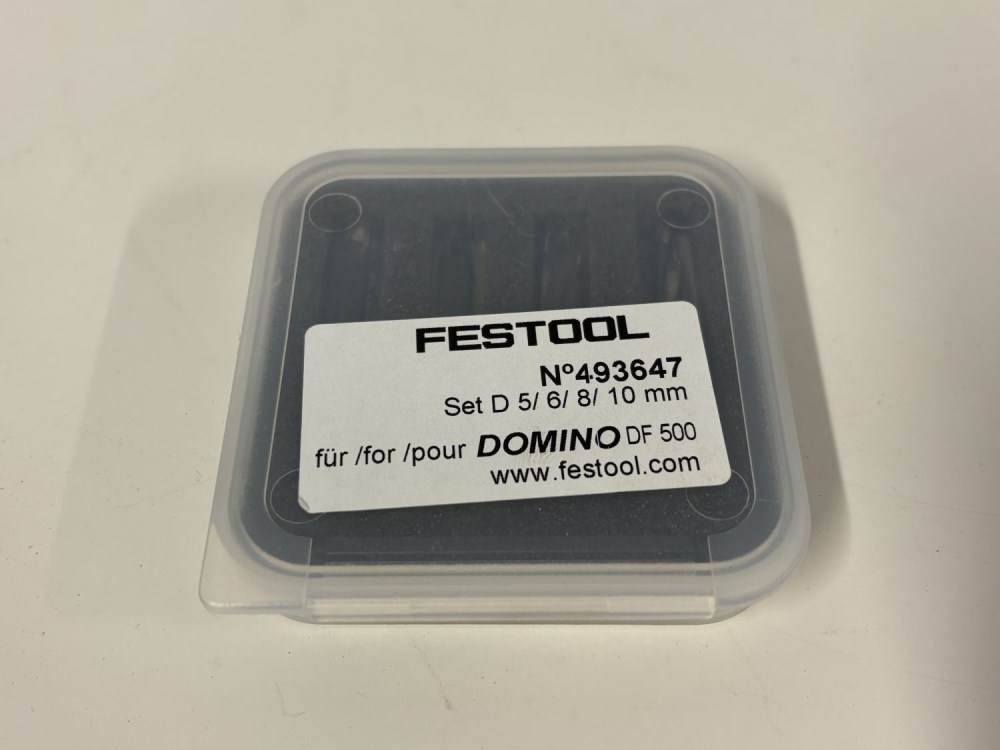 FESTOOL
Nº493647
Set D 5/ 6/ 8/ 10 mm
für /for /pour DOMINO DF 500
www.festool.com